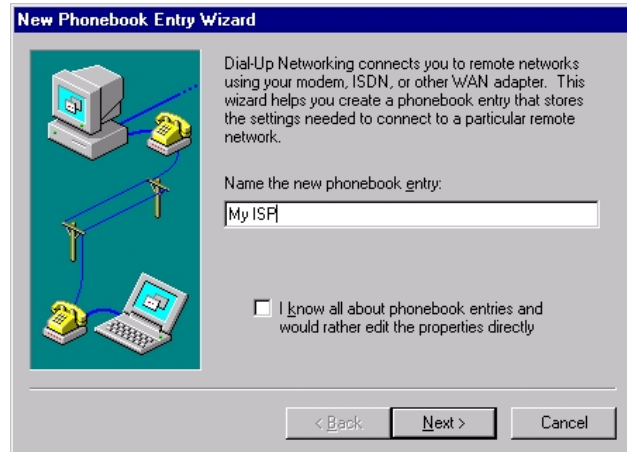 New Phonebook Entry Wizard
Dial-Up Networking connects you to remote networks
using your modem, ISDN, or other WAN adapter. This
wizard helps you create a phonebook entry that stores
the settings needed to connect to a particular remote
network.
Name the new phonebook entry:
My ISP
I know all about phonebook entries and
would rather edit the properties directly
< Back
Next >
Cancel